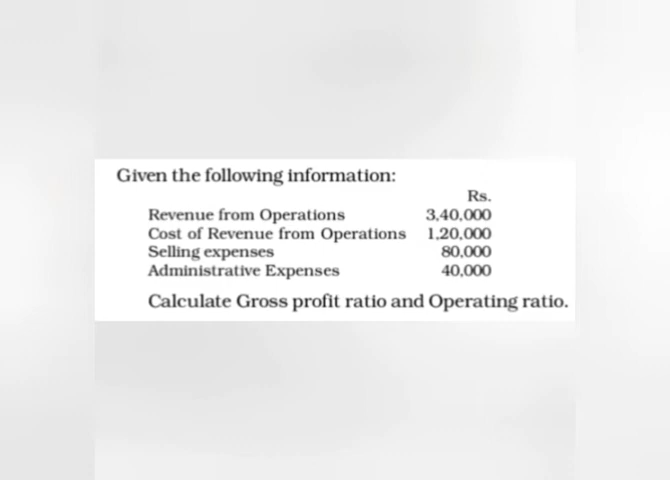 Given the following information:
Rs.
Revenue from Operations 3,40,000
Cost of Revenue from Operations 1,20,000
Selling expenses 80,000
Administrative Expenses 40,000
Calculate Gross profit ratio and Operating ratio.